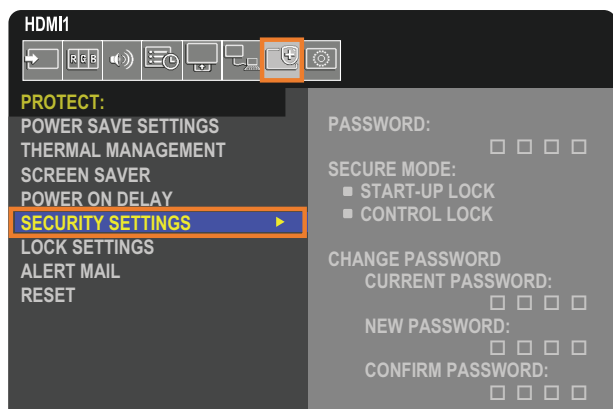 HDMI1
RGB
PROTECT:
POWER SAVE SETTINGS
THERMAL MANAGEMENT
SCREEN SAVER
POWER ON DELAY
SECURITY SETTINGS
LOCK SETTINGS
ALERT MAIL
RESET
PASSWORD:
SECURE MODE:
START-UP LOCK
CONTROL LOCK
CHANGE PASSWORD
CURRENT PASSWORD:
NEW PASSWORD:
CONFIRM PASSWORD: